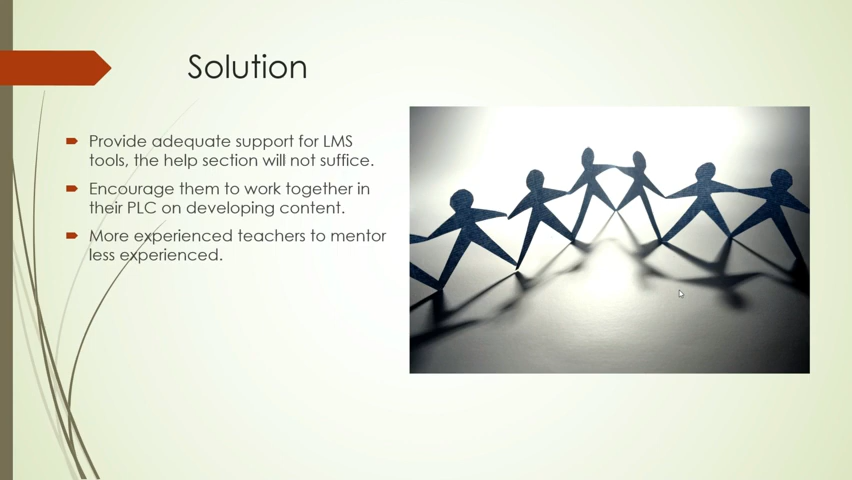 Solution
Provide adequate support for LMS
tools, the help section will not suffice.
Encourage them to work together in
their PLC on developing content.
More experienced teachers to mentor
less experienced.